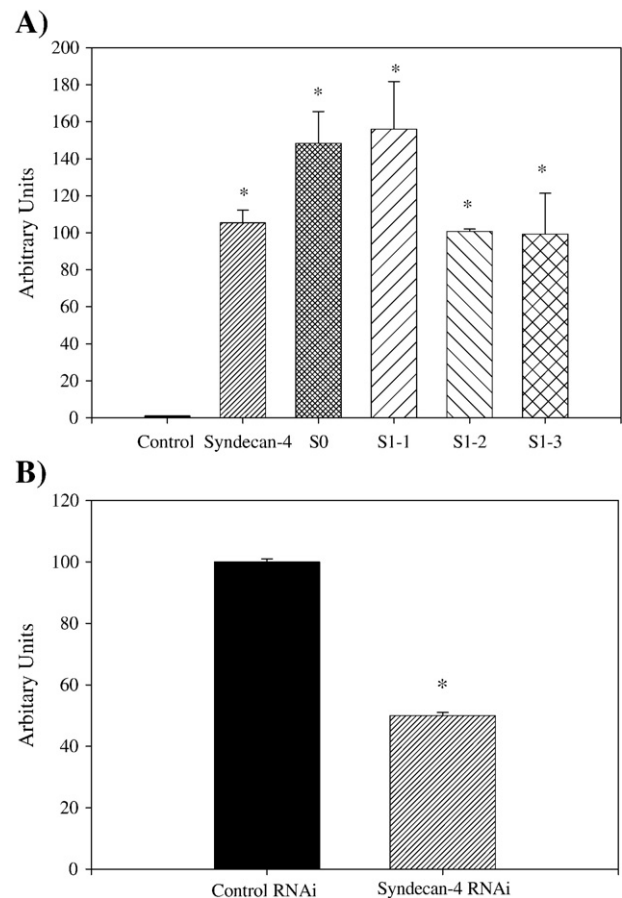 A)
200
180
160
140
120
100
80
60
40
20
0
Arbitrary Units
* * * * *
Control Syndecan-4 S0 S1-1 S1-2 S1-3
B)
120
100
80
60
40
20
0
Arbitary Units
*
Control RNAi Syndecan-4 RNAi